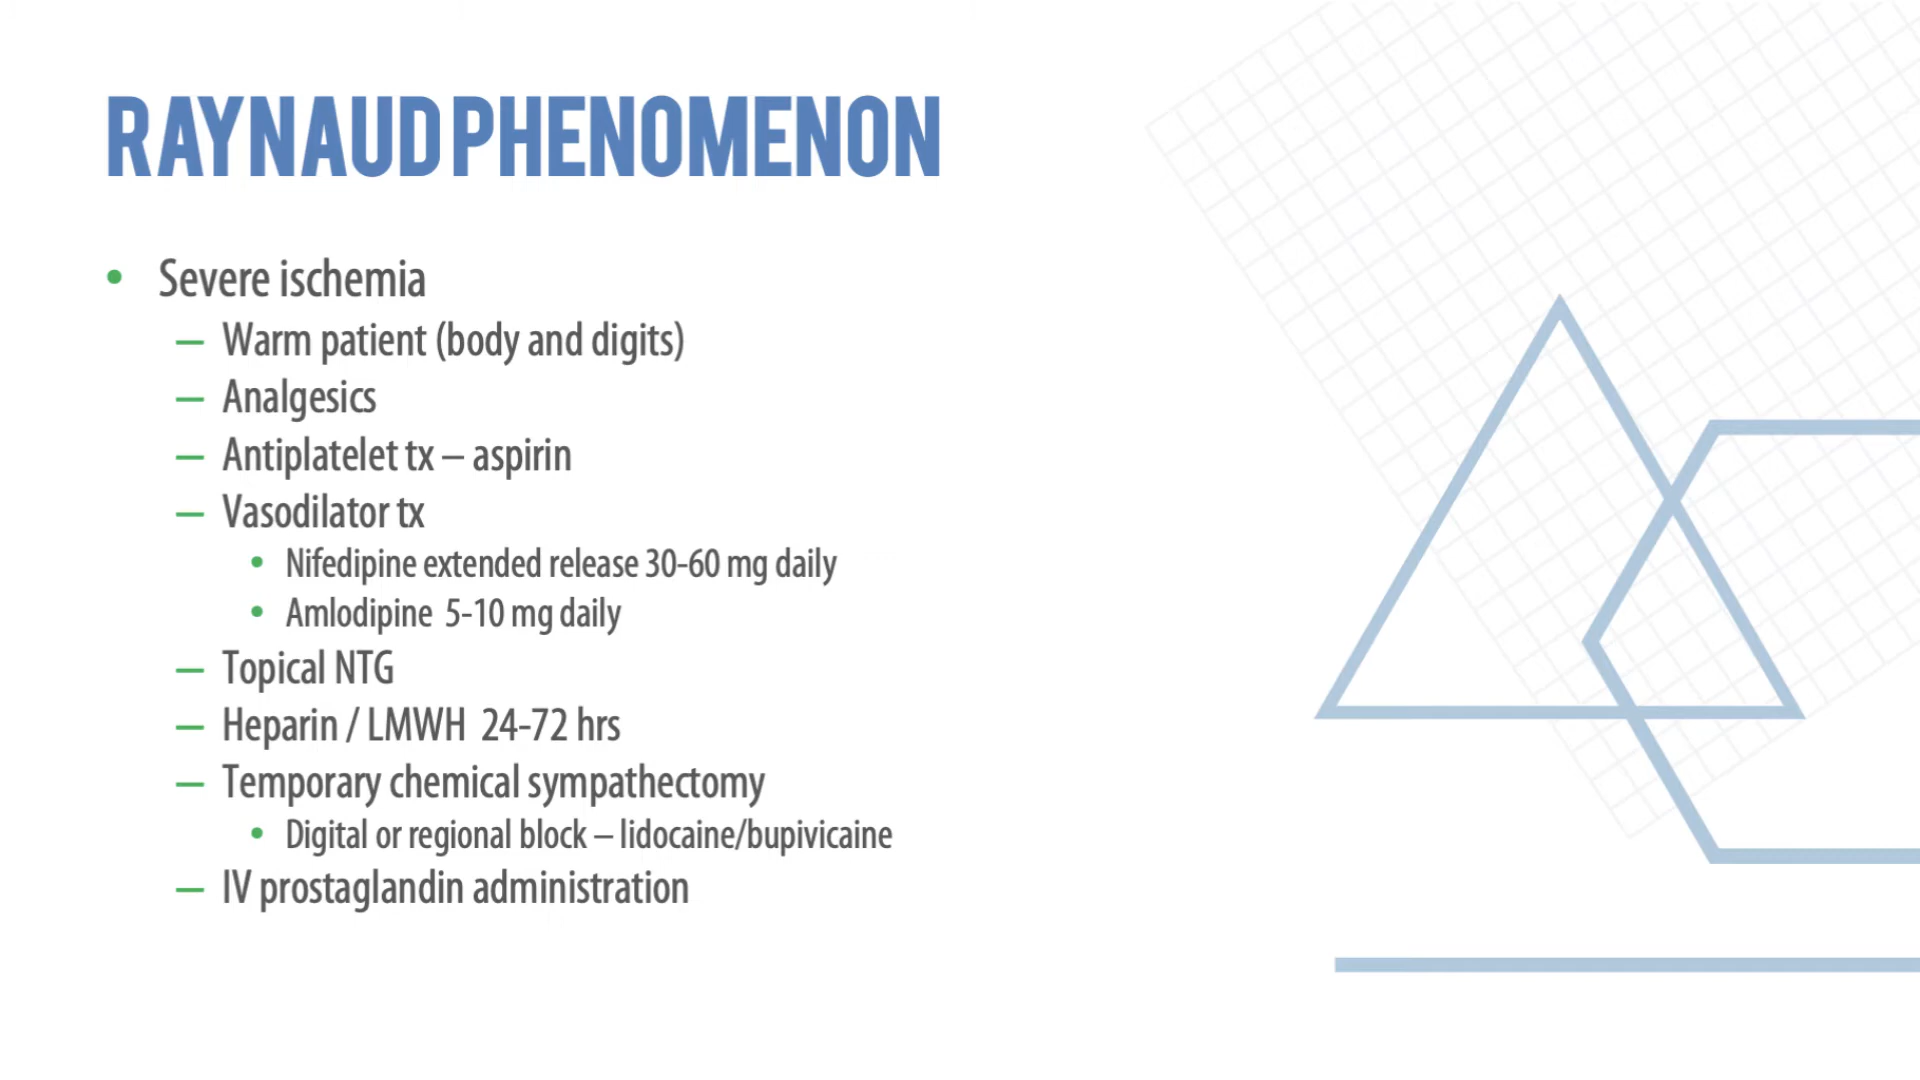 RAYNAUD PHENOMENON
• Severe ischemia
– Warm patient (body and digits)
– Analgesics
– Antiplatelet tx – aspirin
– Vasodilator tx
• Nifedipine extended release 30-60 mg daily
• Amlodipine 5-10 mg daily
– Topical NTG
– Heparin / LMWH 24-72 hrs
– Temporary chemical sympathectomy
• Digital or regional block – lidocaine/bupivicaine
– IV prostaglandin administration